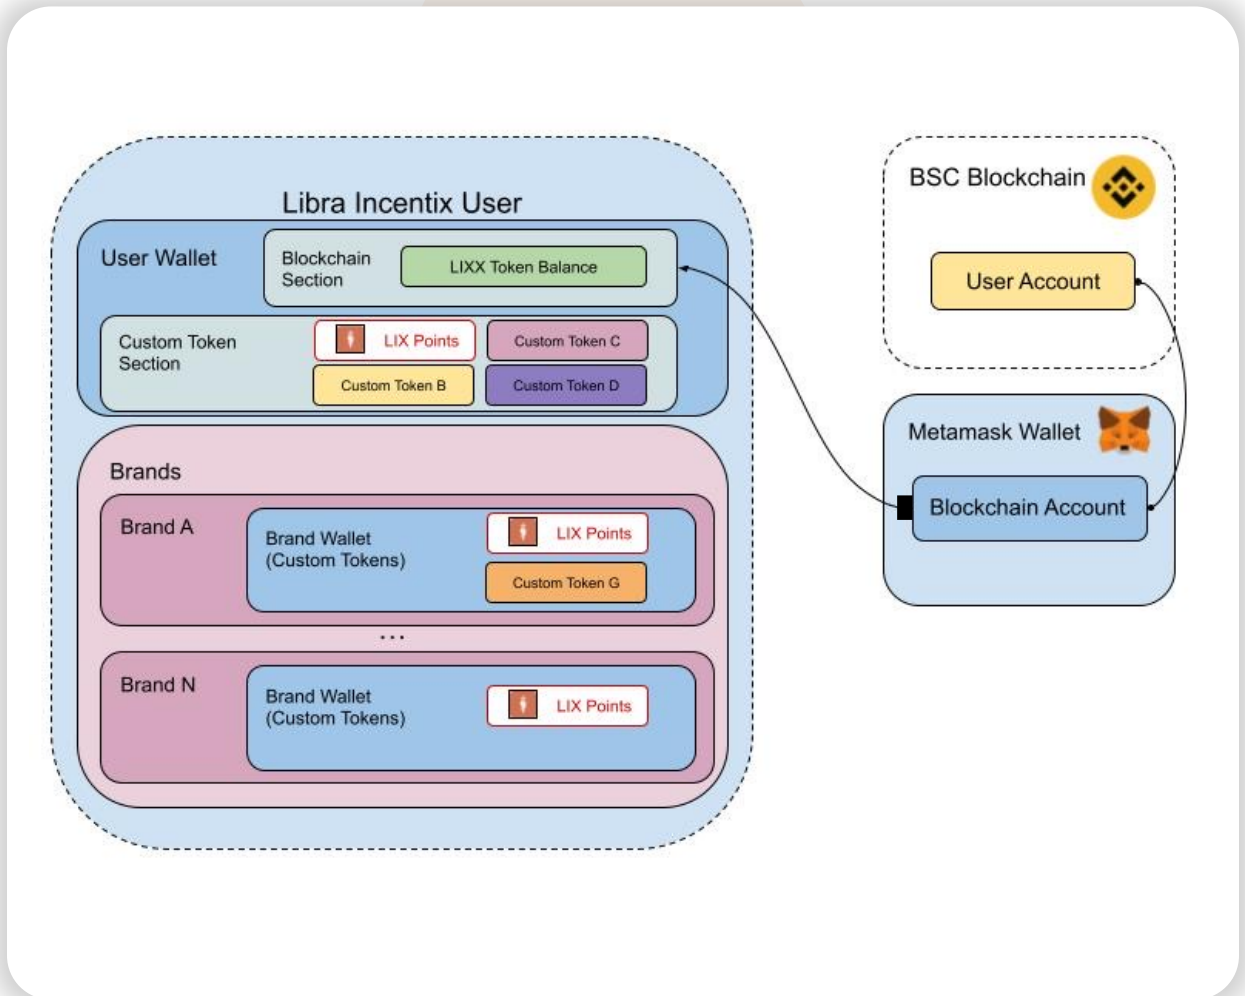 Libra Incentix User
User Wallet
Blockchain
Section
LIXX Token Balance
Custom Token
Section
LIX Points
Custom Token C
Custom Token B
Custom Token D
Brands
Brand A
Brand Wallet
(Custom Tokens)
LIX Points
Custom Token G
...
Brand N
Brand Wallet
(Custom Tokens)
LIX Points
BSC Blockchain
User Account
Metamask Wallet
Blockchain Account